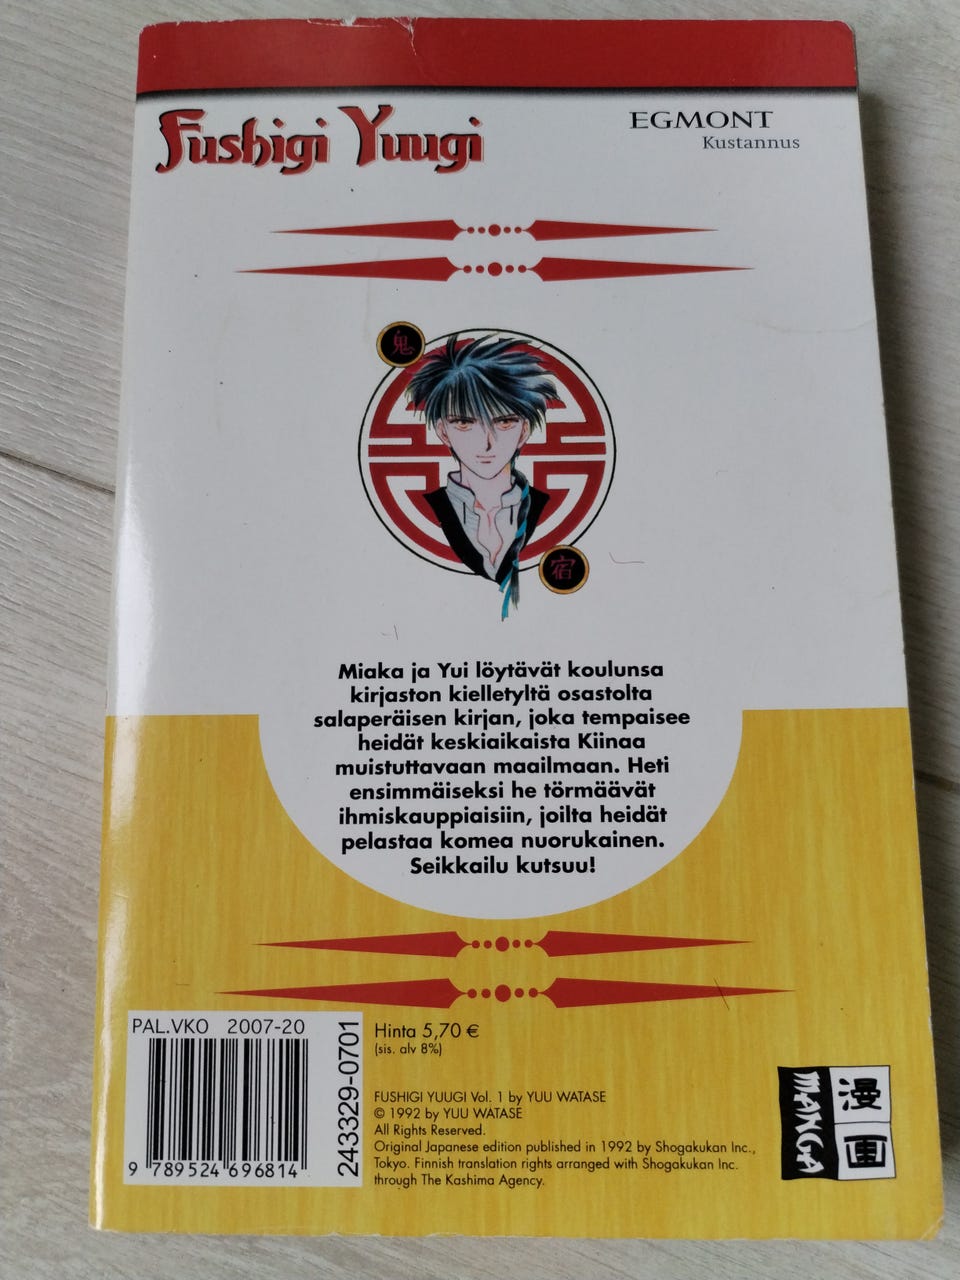 Fushigi Yuugi
EGMONT
Kustannus
鬼
宿
Miaka ja Yui löytävät koulunsa
kirjaston kielletyltä osastolta
salaperäisen kirjan, joka tempaisee
heidät keskiaikaista Kiinaa
muistuttavaan maailmaan. Heti
ensimmäiseksi he törmäävät
ihmiskauppiaisiin, joilta heidät
pelastaa komea nuorukainen.
Seikkailu kutsuu!
PAL.VKO 2007-20
9 789524 696814
243329-0701
Hinta 5,70 €
(sis. alv 8%)
FUSHIGI YUUGI Vol. 1 by YUU WATASE
© 1992 by YUU WATASE
All Rights Reserved.
Original Japanese edition published in 1992 by Shogakukan Inc.,
Tokyo. Finnish translation rights arranged with Shogakukan Inc.
through The Kashima Agency.
MANGA
漫
画